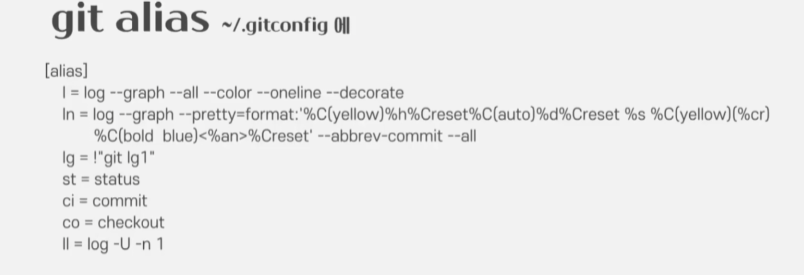 git alias ~/.gitconfig 예
[alias]
l = log --graph --all --color --oneline --decorate
ln = log --graph --pretty=format:'%C(yellow)%h%Creset%C(auto)%d%Creset %s %C(yellow)(%cr)
%C(bold blue)<%an>%Creset' --abbrev-commit --all
lg = !"git lg1"
st = status
ci = commit
co = checkout
ll = log -U -n 1